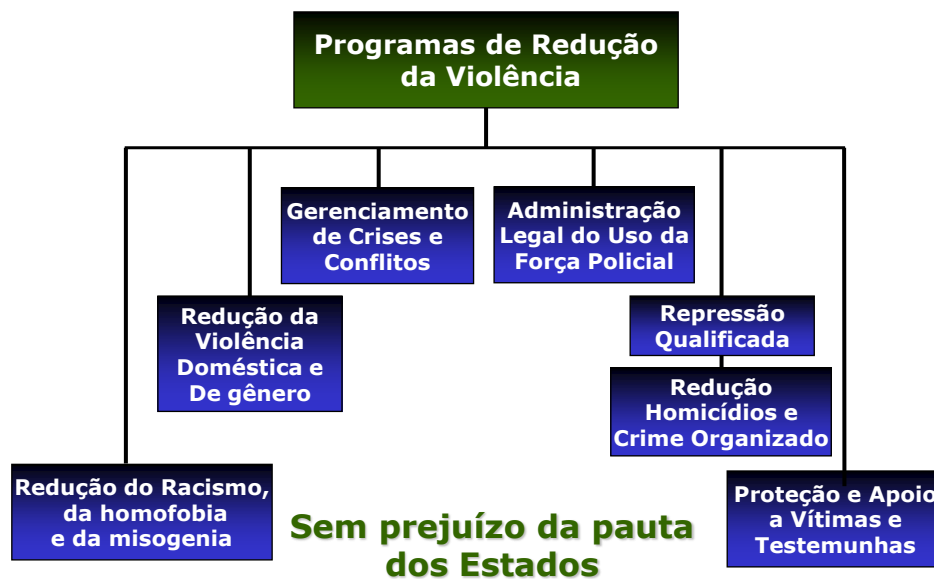 Programas de Redução
da Violência
Gerenciamento
de Crises e
Conflitos
Administração
Legal do Uso da
Força Policial
Redução da
Violência
Doméstica e
De gênero
Repressão
Qualificada
Redução
Homicídios e
Crime Organizado
Redução do Racismo,
da homofobia
e da misogenia
Proteção e Apoio
a Vítimas e
Testemunhas
Sem prejuízo da pauta
dos Estados